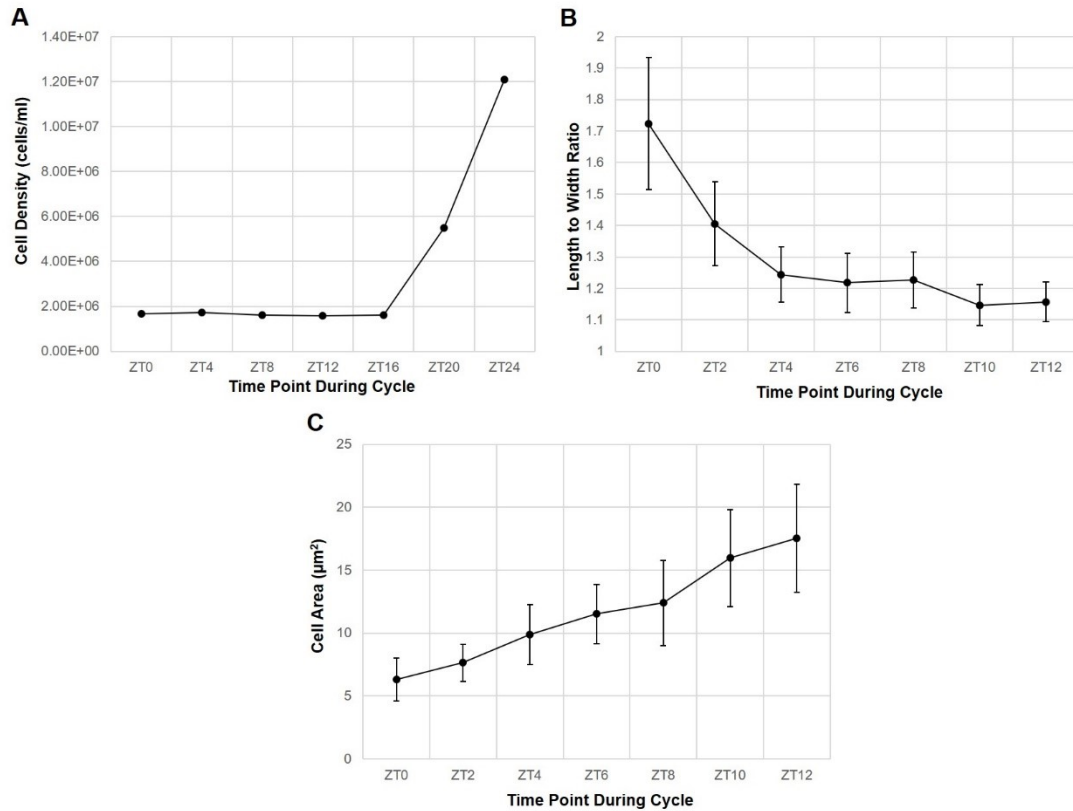 A
Cell Density (cells/ml)
1.40E+07
1.20E+07
1.00E+07
8.00E+06
6.00E+06
4.00E+06
2.00E+06
0.00E+00
ZT0 ZT4 ZT8 ZT12 ZT16 ZT20 ZT24
Time Point During Cycle
B
Length to Width Ratio
2
1.9
1.8
1.7
1.6
1.5
1.4
1.3
1.2
1.1
1
ZT0 ZT2 ZT4 ZT6 ZT8 ZT10 ZT12
Time Point During Cycle
C
Cell Area (µm²)
25
20
15
10
5
0
ZT0 ZT2 ZT4 ZT6 ZT8 ZT10 ZT12
Time Point During Cycle